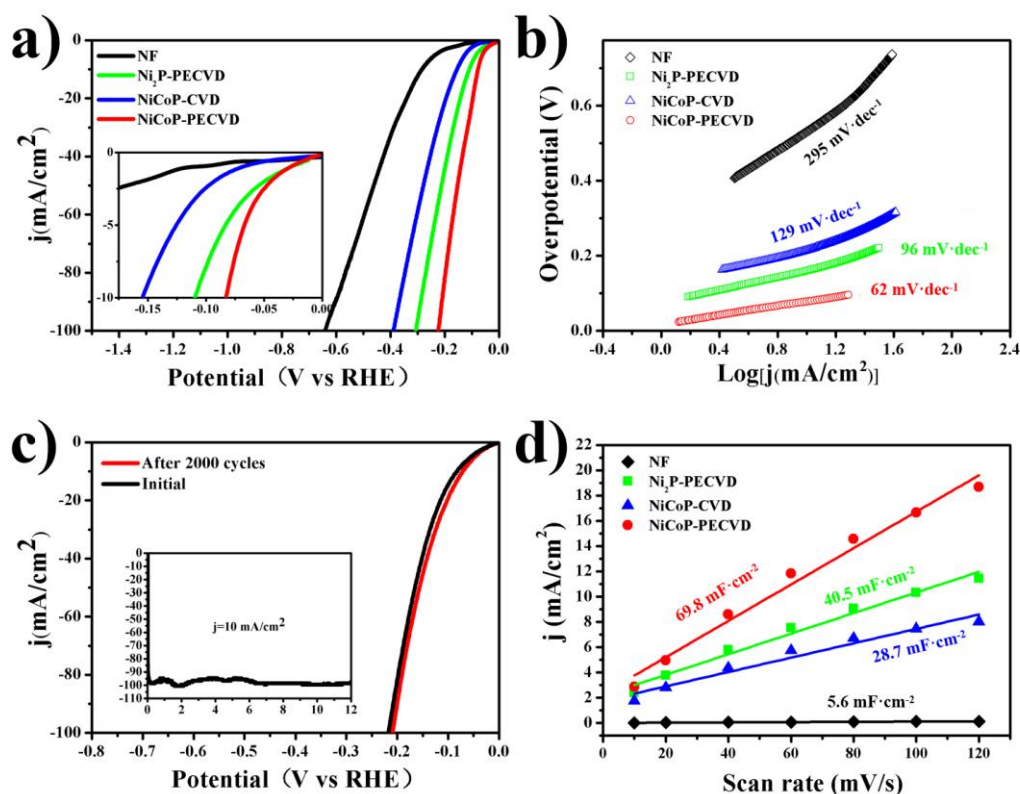 a)
NF
Ni₂P-PECVD
NiCoP-CVD
NiCoP-PECVD
0
-20
-40
-60
-80
-100
j(mA/cm²)
0
-5
-10
-0.15 -0.10 -0.05 0.00
-1.4 -1.2 -1.0 -0.8 -0.6 -0.4 -0.2 0.0
Potential (V vs RHE)
b)
NF
Ni₂P-PECVD
NiCoP-CVD
NiCoP-PECVD
295 mV·dec⁻¹
129 mV·dec⁻¹
96 mV·dec⁻¹
62 mV·dec⁻¹
0.6
0.4
0.2
0.0
Overpotential (V)
-0.4 0.0 0.4 0.8 1.2 1.6 2.0 2.4
Log[j(mA/cm²)]
c)
After 2000 cycles
Initial
0
-20
-40
-60
-80
-100
j(mA/cm²)
0
-10
-20
-30
-40
-50
-60
-70
-80
-90
-100
-110
j=10 mA/cm²
0 2 4 6 8 10 12
-0.8 -0.7 -0.6 -0.5 -0.4 -0.3 -0.2 -0.1 0.0
Potential (V vs RHE)
d)
NF
Ni₂P-PECVD
NiCoP-CVD
NiCoP-PECVD
69.8 mF·cm⁻²
40.5 mF·cm⁻²
28.7 mF·cm⁻²
5.6 mF·cm⁻²
22
20
18
16
14
12
10
8
6
4
2
0
j (mA/cm²)
0 20 40 60 80 100 120
Scan rate (mV/s)